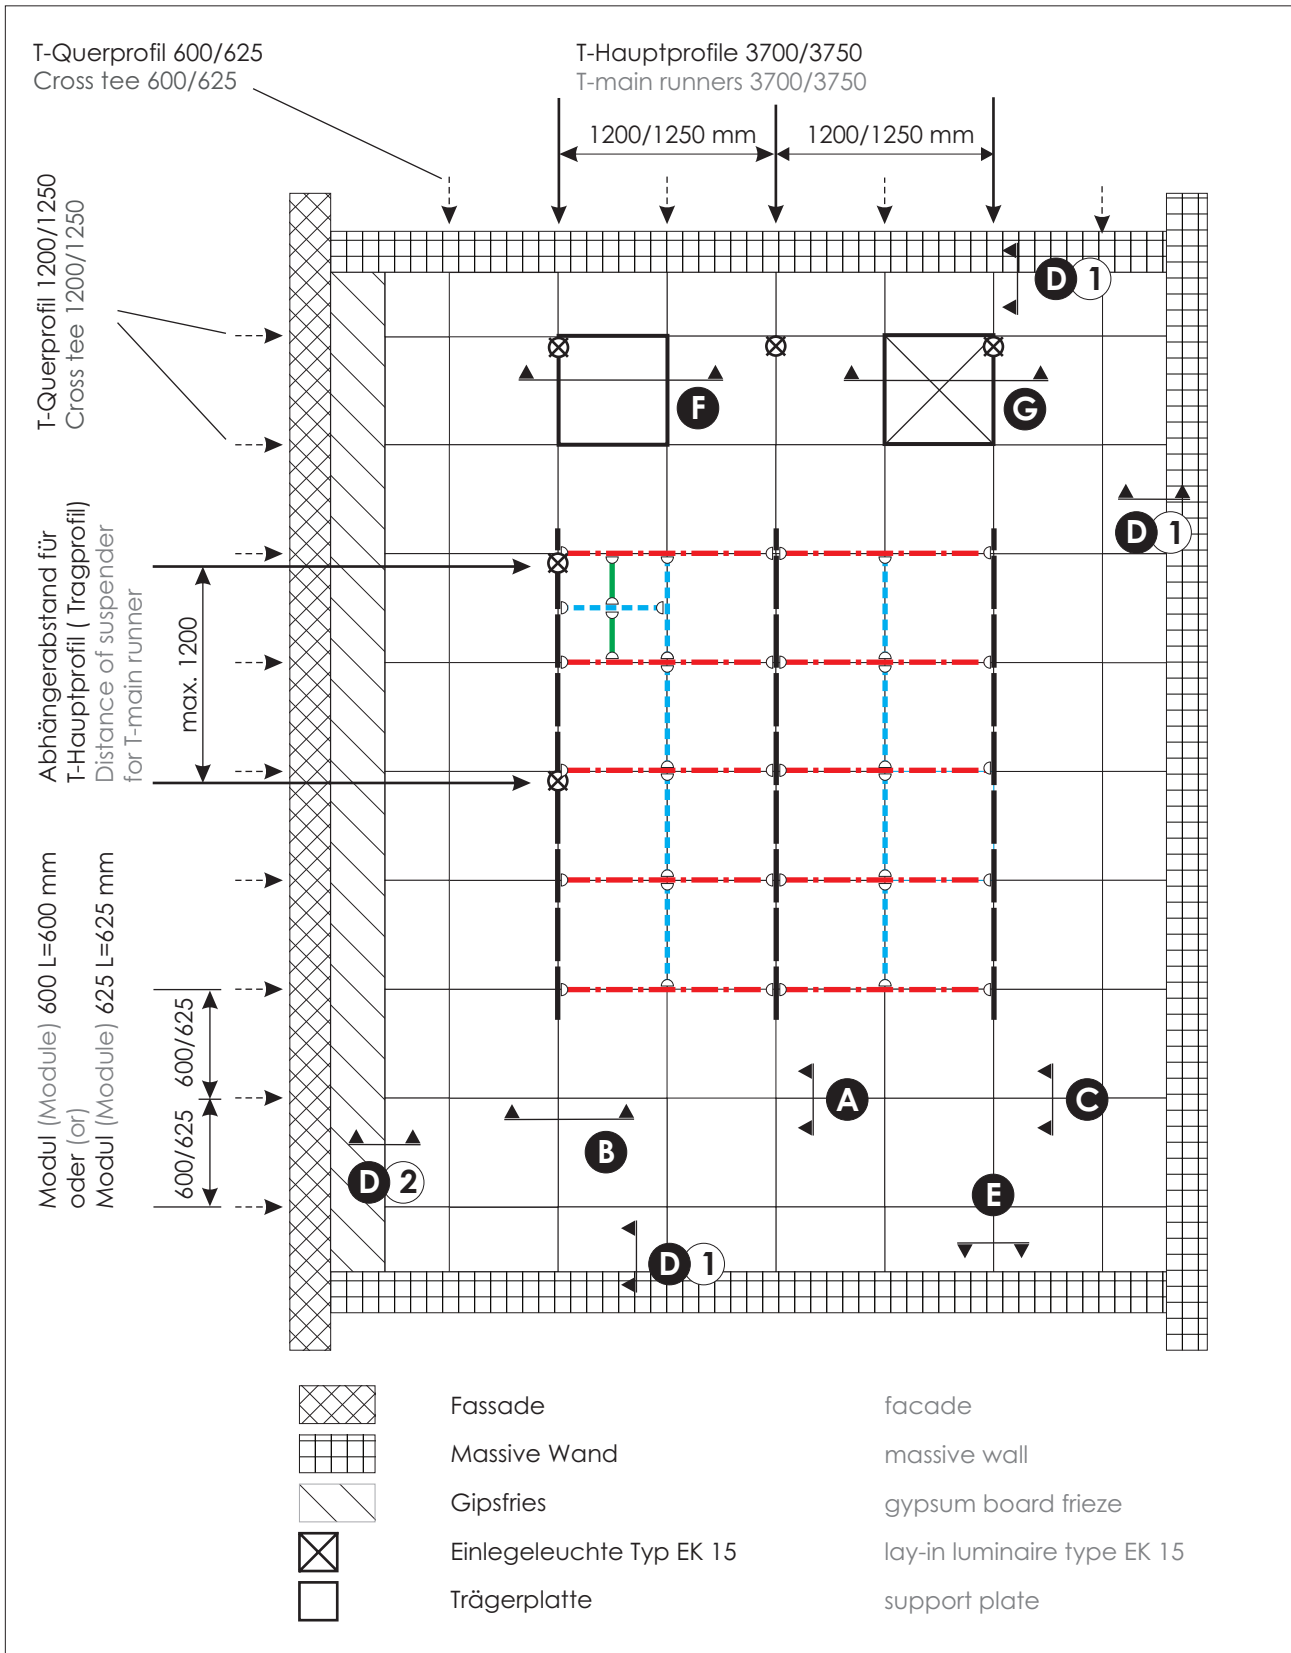 T-Querprofil 600/625
Cross tee 600/625
T-Hauptprofile 3700/3750
T-main runners 3700/3750
1200/1250 mm
1200/1250 mm
T-Querprofil 1200/1250
Cross tee 1200/1250
D 1
F
G
D 1
Abhängerabstand für
T-Hauptprofil ( Tragprofil)
Distance of suspender
for T-main runner
max. 1200
Modul (Module) 600 L=600 mm
oder (or)
Modul (Module) 625 L=625 mm
600/625
600/625
A
C
B
D 2
E
D 1
Fassade
facade
Massive Wand
massive wall
Gipsfries
gypsum board frieze
Einlegeleuchte Typ EK 15
lay-in luminaire type EK 15
Trägerplatte
support plate